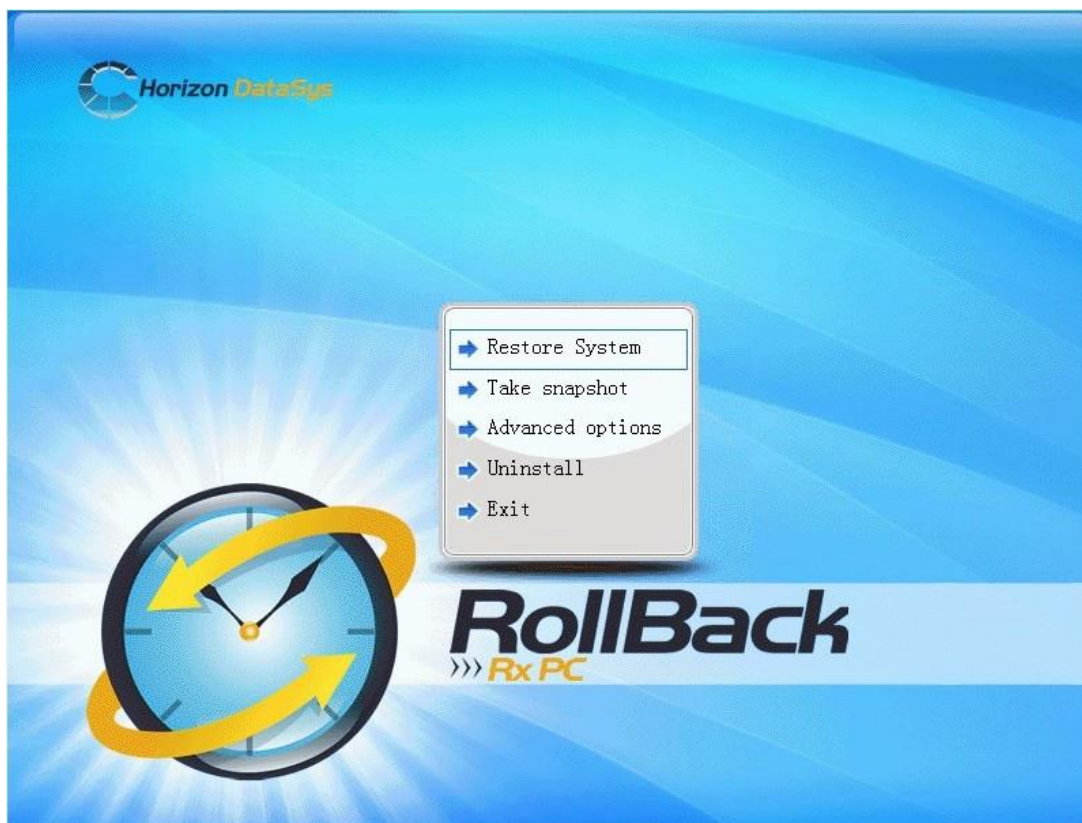 Horizon DataSys
Restore System
Take snapshot
Advanced options
Uninstall
Exit
RollBack
››› Rx PC